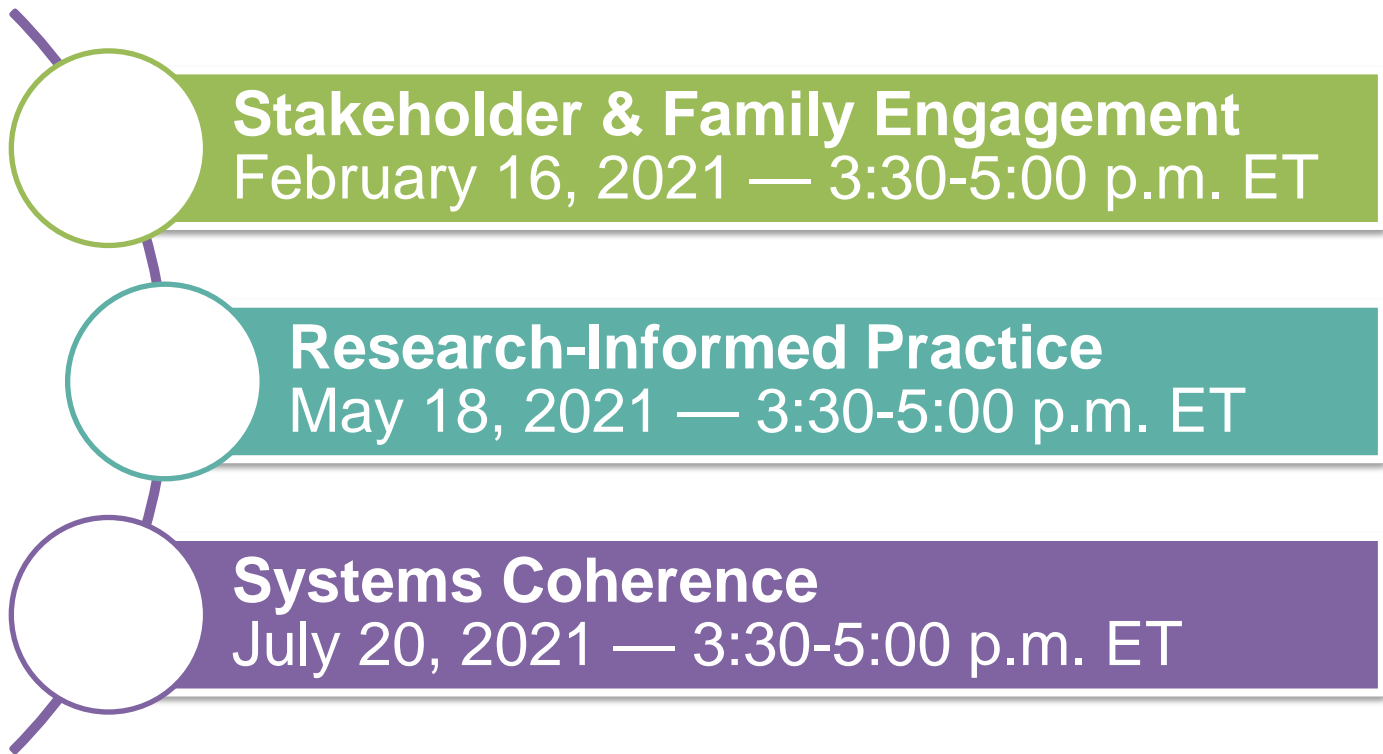 Stakeholder & Family Engagement
February 16, 2021 — 3:30-5:00 p.m. ET
Research-Informed Practice
May 18, 2021 — 3:30-5:00 p.m. ET
Systems Coherence
July 20, 2021 — 3:30-5:00 p.m. ET